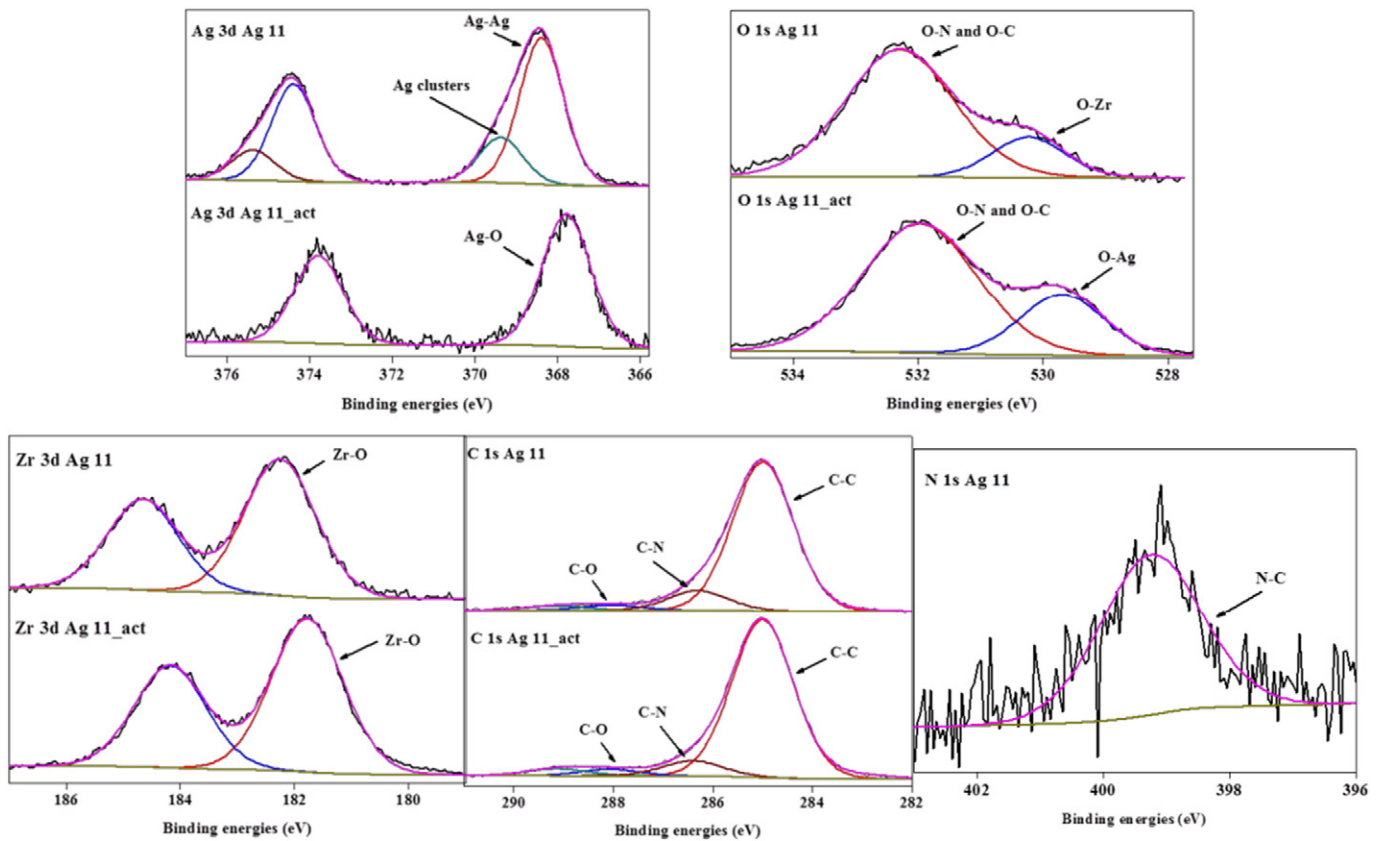 Ag 3d Ag 11
Ag-Ag
Ag clusters
Ag 3d Ag 11_act
Ag-O
376 374 372 370 368 366
Binding energies (eV)
O 1s Ag 11
O-N and O-C
O-Zr
O 1s Ag 11_act
O-N and O-C
O-Ag
534 532 530 528
Binding energies (eV)
Zr 3d Ag 11
Zr-O
Zr 3d Ag 11_act
Zr-O
186 184 182 180
Binding energies (eV)
C 1s Ag 11
C-C
C-N
C-O
C 1s Ag 11_act
C-C
C-N
C-O
290 288 286 284 282
Binding energies (eV)
N 1s Ag 11
N-C
402 400 398 396
Binding energies (eV)